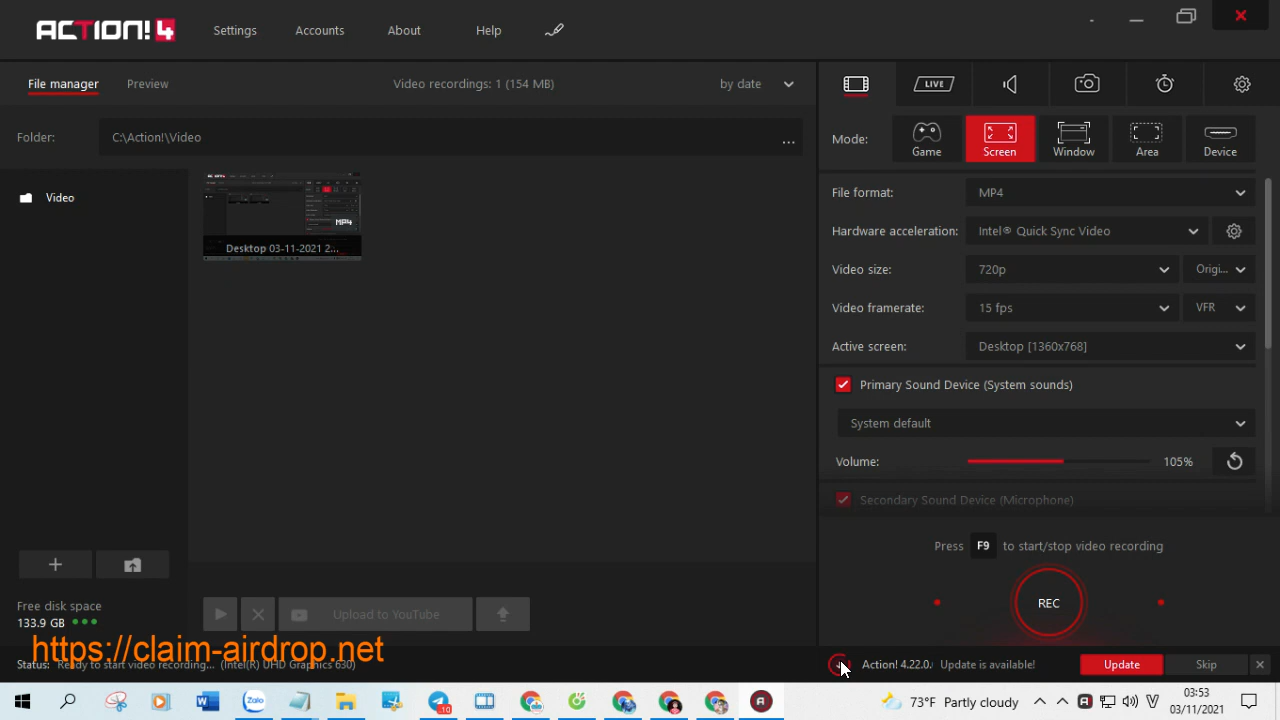 ACTION! 4
Settings
Accounts
About
Help
File manager
Preview
Video recordings: 1 (154 MB)
by date
LIVE
Folder:
C:\Action!\Video
...
Mode:
Game
Screen
Window
Area
Device
Video
MP4
Desktop 03-11-2021 2...
File format:
MP4
Hardware acceleration:
Intel® Quick Sync Video
Video size:
720p
Origi...
Video framerate:
15 fps
VFR
Active screen:
Desktop [1360x768]
Primary Sound Device (System sounds)
System default
Volume:
105%
Secondary Sound Device (Microphone)
Press F9 to start/stop video recording
REC
Free disk space
133.9 GB
Upload to YouTube
https://claim-airdrop.net
Status:
Ready to start video recording... (Intel(R) UHD Graphics 630)
Action! 4.22.0.
Update is available!
Update
Skip
Zalo
.10
73°F Partly cloudy
03:53
03/11/2021